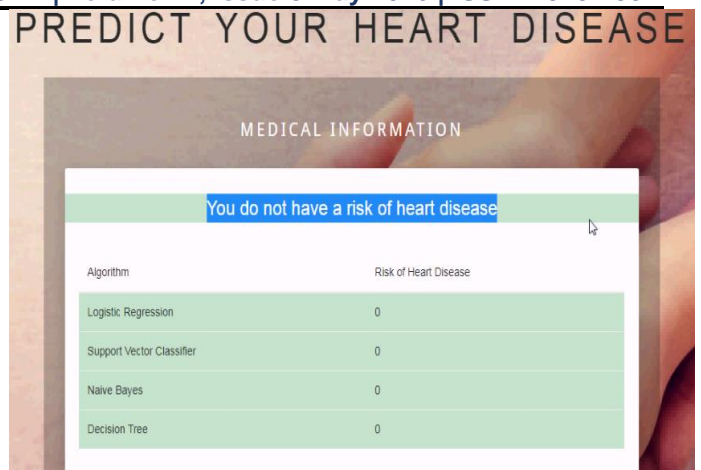 PREDICT YOUR HEART DISEASE
MEDICAL INFORMATION
You do not have a risk of heart disease
Algorithm Risk of Heart Disease
Logistic Regression 0
Support Vector Classifier 0
Naive Bayes 0
Decision Tree 0